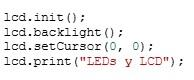 lcd.init();
lcd.backlight();
lcd.setCursor(0, 0);
lcd.print("LEDs y LCD");